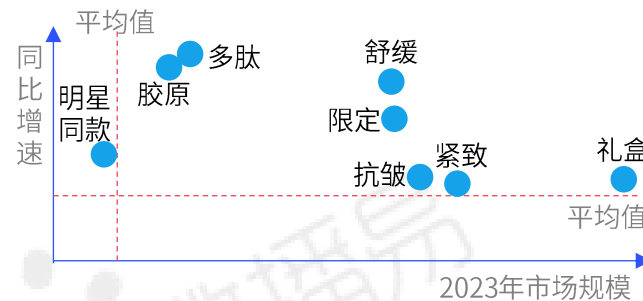 平均值
同比增速
多肽
胶原
明星
同款
舒缓
限定
抗皱
紧致
礼盒
平均值
2023年市场规模